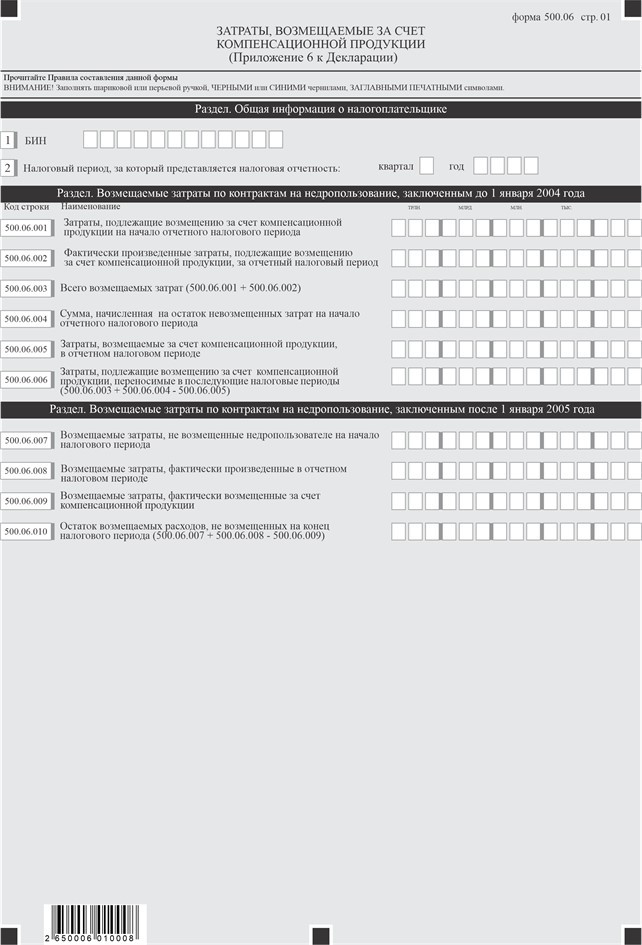 форма 500.06 стр. 01
ЗАТРАТЫ, ВОЗМЕЩАЕМЫЕ ЗА СЧЕТ
КОМПЕНСАЦИОННОЙ ПРОДУКЦИИ
(Приложение 6 к Декларации)
Прочитайте Правила составления данной формы
ВНИМАНИЕ! Заполнять шариковой или перьевой ручкой, ЧЕРНЫМИ или СИНИМИ чернилами, ЗАГЛАВНЫМИ ПЕЧАТНЫМИ символами.
Раздел. Общая информация о налогоплательщике
1 БИН
2 Налоговый период, за который представляется налоговая отчетность: квартал год
Раздел. Возмещаемые затраты по контрактам на недропользование, заключенным до 1 января 2004 года
Код строки Наименование трлн млрд млн тыс
500.06.001 Затраты, подлежащие возмещению за счет компенсационной
продукции на начало отчетного налогового периода
500.06.002 Фактически произведенные затраты, подлежащие возмещению
за счет компенсационной продукции, за отчетный налоговый период
500.06.003 Всего возмещаемых затрат (500.06.001 + 500.06.002)
500.06.004 Сумма, начисленная на остаток невозмещенных затрат на начало
отчетного налогового периода
500.06.005 Затраты, возмещаемые за счет компенсационной продукции,
в отчетном налоговом периоде
500.06.006 Затраты, подлежащие возмещению за счет компенсационной
продукции, переносимые в последующие налоговые периоды
(500.06.003 + 500.06.004 - 500.06.005)
Раздел. Возмещаемые затраты по контрактам на недропользование, заключенным после 1 января 2005 года
500.06.007 Возмещаемые затраты, не возмещенные недропользователе на начало
налогового периода
500.06.008 Возмещаемые затраты, фактически произведенные в отчетном
налоговом периоде
500.06.009 Возмещаемые затраты, фактически возмещенные за счет
компенсационной продукции
500.06.010 Остаток возмещаемых расходов, не возмещенных на конец
налогового периода (500.06.007 + 500.06.008 - 500.06.009)
2 650006 010008